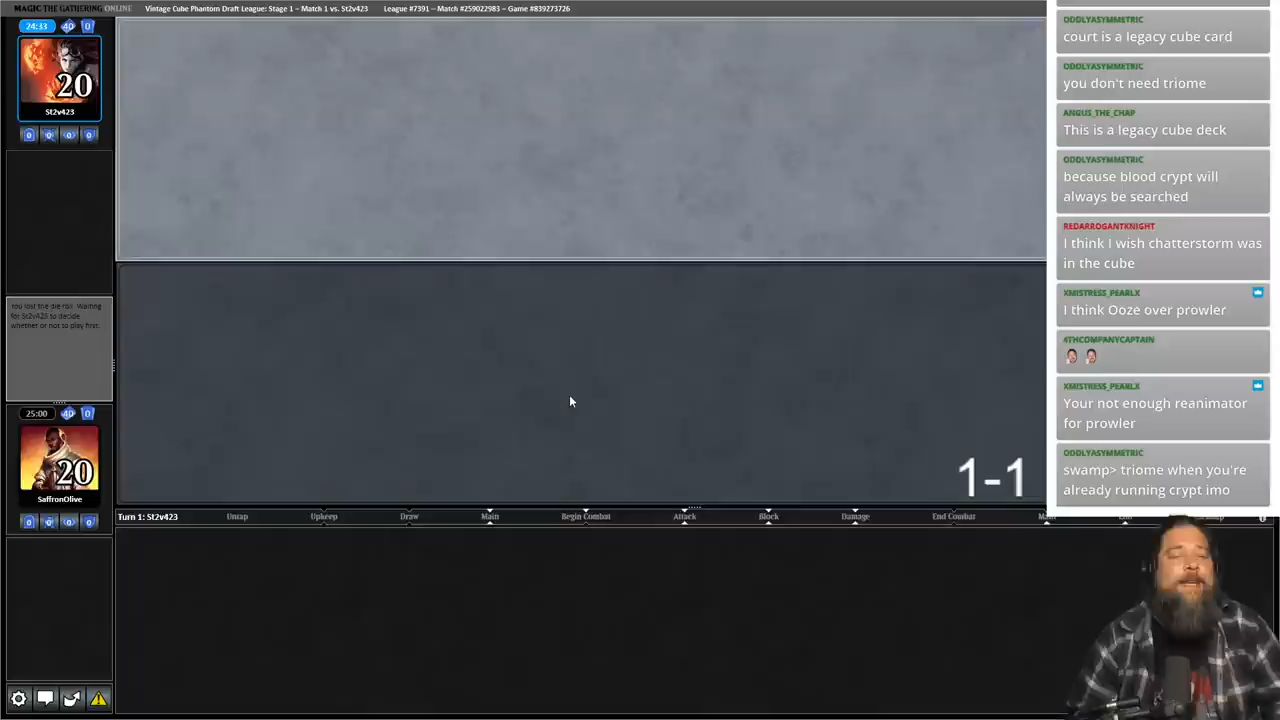 MAGIC THE GATHERING ONLINE
Vintage Cube Phantom Draft League: Stage 1 - Match 1 vs. St2v423
League #7391 -- Match #259022983 -- Game #839273726
24:33
40
0
20
St2v423
0 0 0 0
You lost the die roll. Waiting
for St2v423 to decide
whether or not to play first.
25:00
40
0
20
SaffronOlive
0 0 0 0
1-1
Turn 1: St2v423
Untap
Upkeep
Draw
Main
Begin Combat
Attack
Block
Damage
End Combat
ODDLYASYMMETRIC
court is a legacy cube card
ODDLYASYMMETRIC
you don't need triome
ANGUS_THE_CHAP
This is a legacy cube deck
ODDLYASYMMETRIC
because blood crypt will
always be searched
REDARROGANTKNIGHT
I think I wish chatterstorm was
in the cube
XMISTRESS_PEARLX
I think Ooze over prowler
4THCOMPANYCAPTAIN
XMISTRESS_PEARLX
Your not enough reanimator
for prowler
ODDLYASYMMETRIC
swamp> triome when you're
already running crypt imo